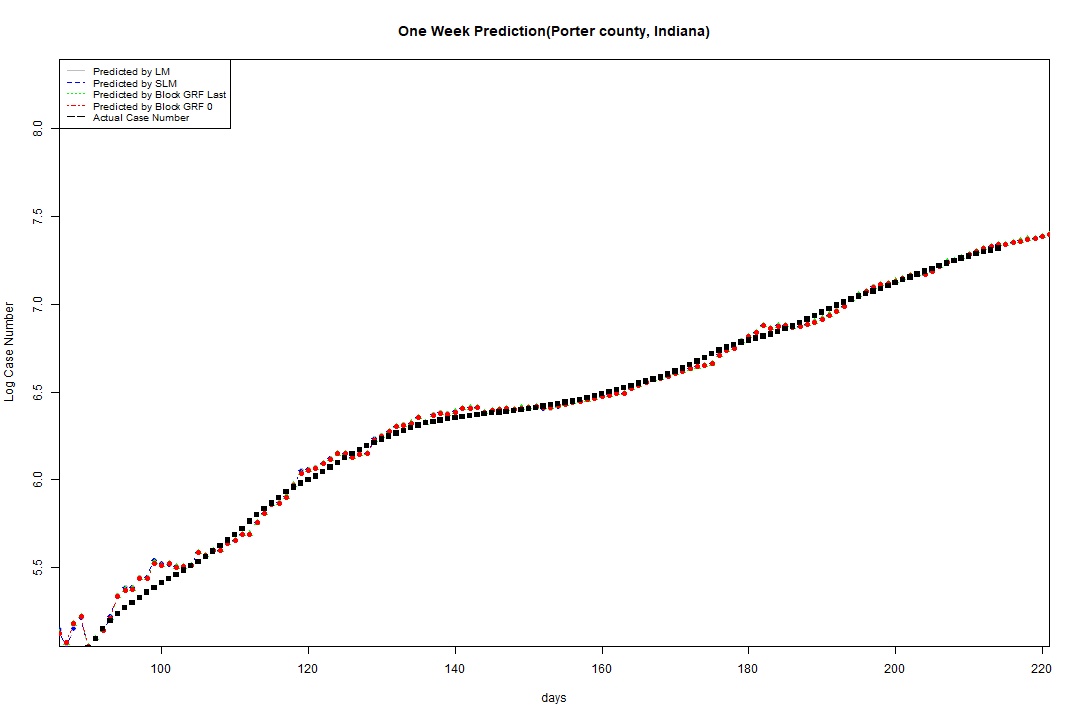 One Week Prediction(Porter county, Indiana)
Predicted by LM
Predicted by SLM
Predicted by Block GRF Last
Predicted by Block GRF 0
Actual Case Number
8.0
7.5
7.0
6.5
6.0
5.5
Log Case Number
100 120 140 160 180 200 220
days